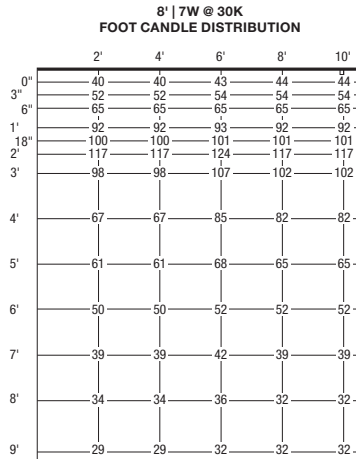 8' | 7W @ 30K
FOOT CANDLE DISTRIBUTION
2' 4' 6' 8' 10'
0" 40 40 43 44 44
3" 52 52 54 54 54
6" 65 65 65 65 65
1' 92 92 93 92 92
18" 100 100 101 101 101
2' 117 117 124 117 117
3' 98 98 107 102 102
4' 67 67 85 82 82
5' 61 61 68 65 65
6' 50 50 52 52 52
7' 39 39 42 39 39
8' 34 34 36 32 32
9' 29 29 32 32 32